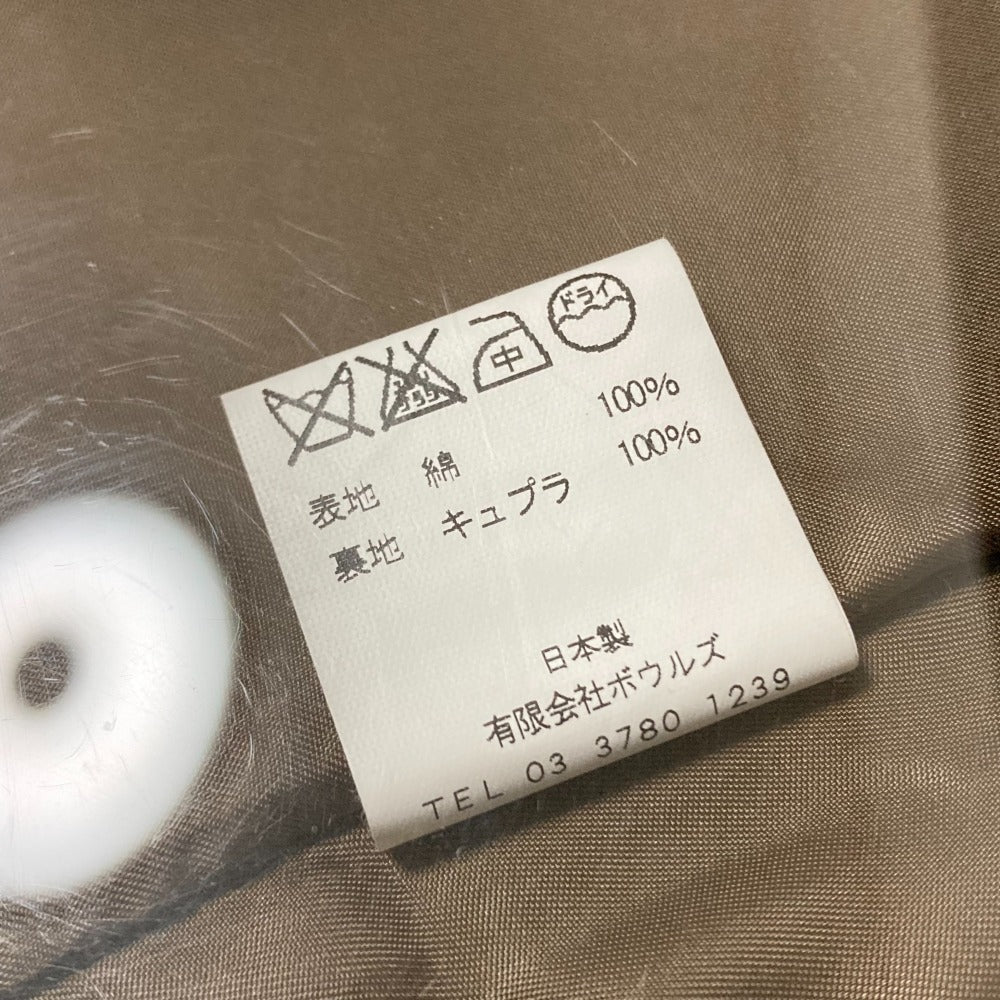 中 ドライ
表地 綿 100%
裏地 キュプラ 100%
日本製
有限会社ボウルズ
TEL 03 3780 1239